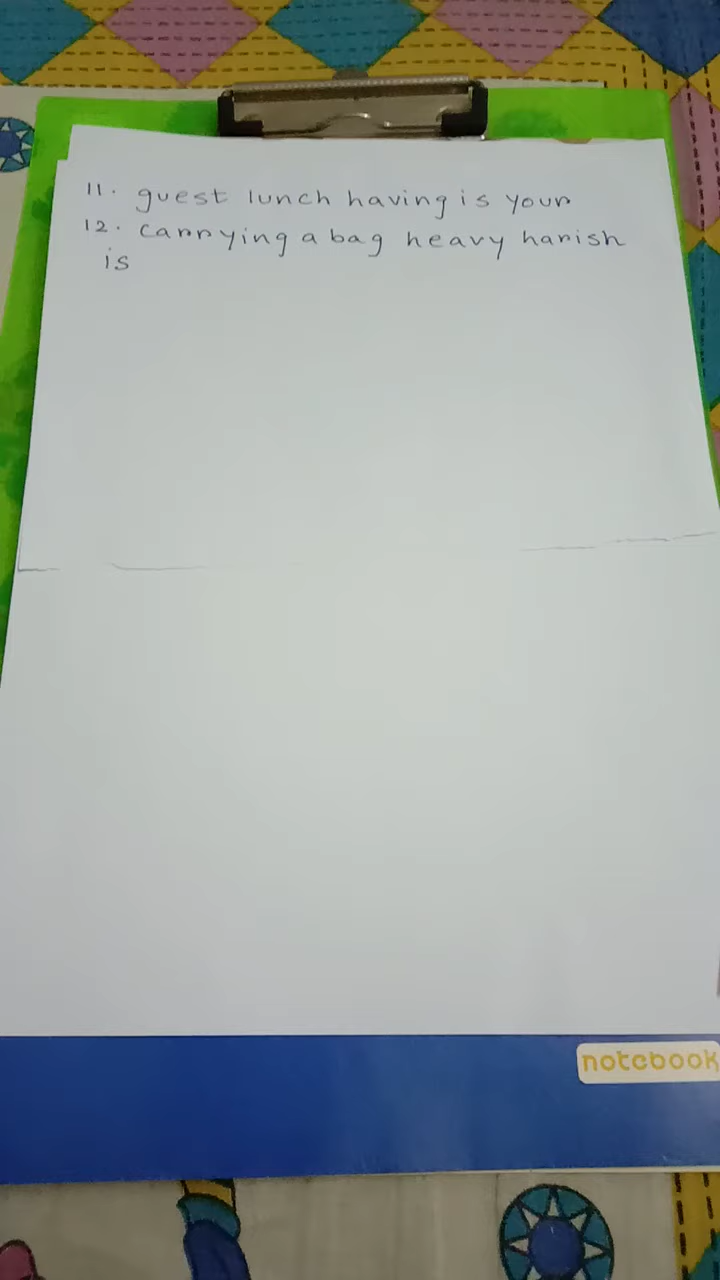 11. guest lunch having is your
12. carrying a bag heavy harish
is
notebook